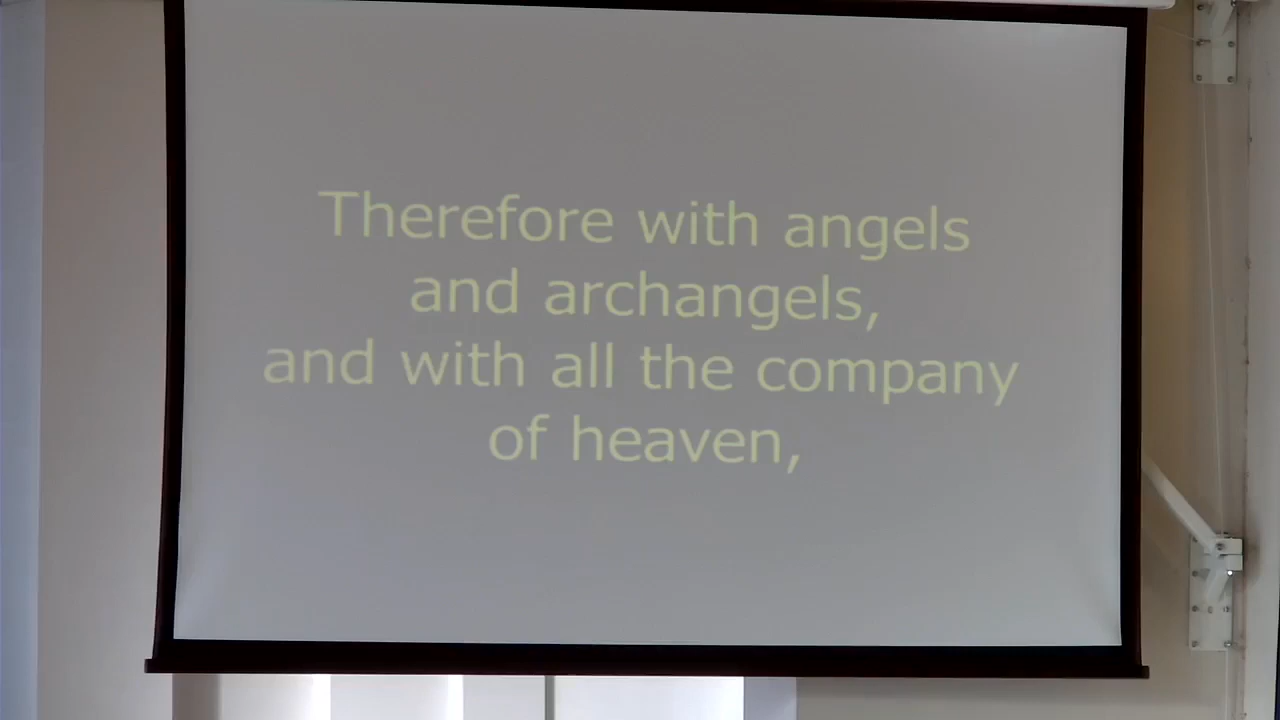 Therefore with angels
and archangels,
and with all the company
of heaven,